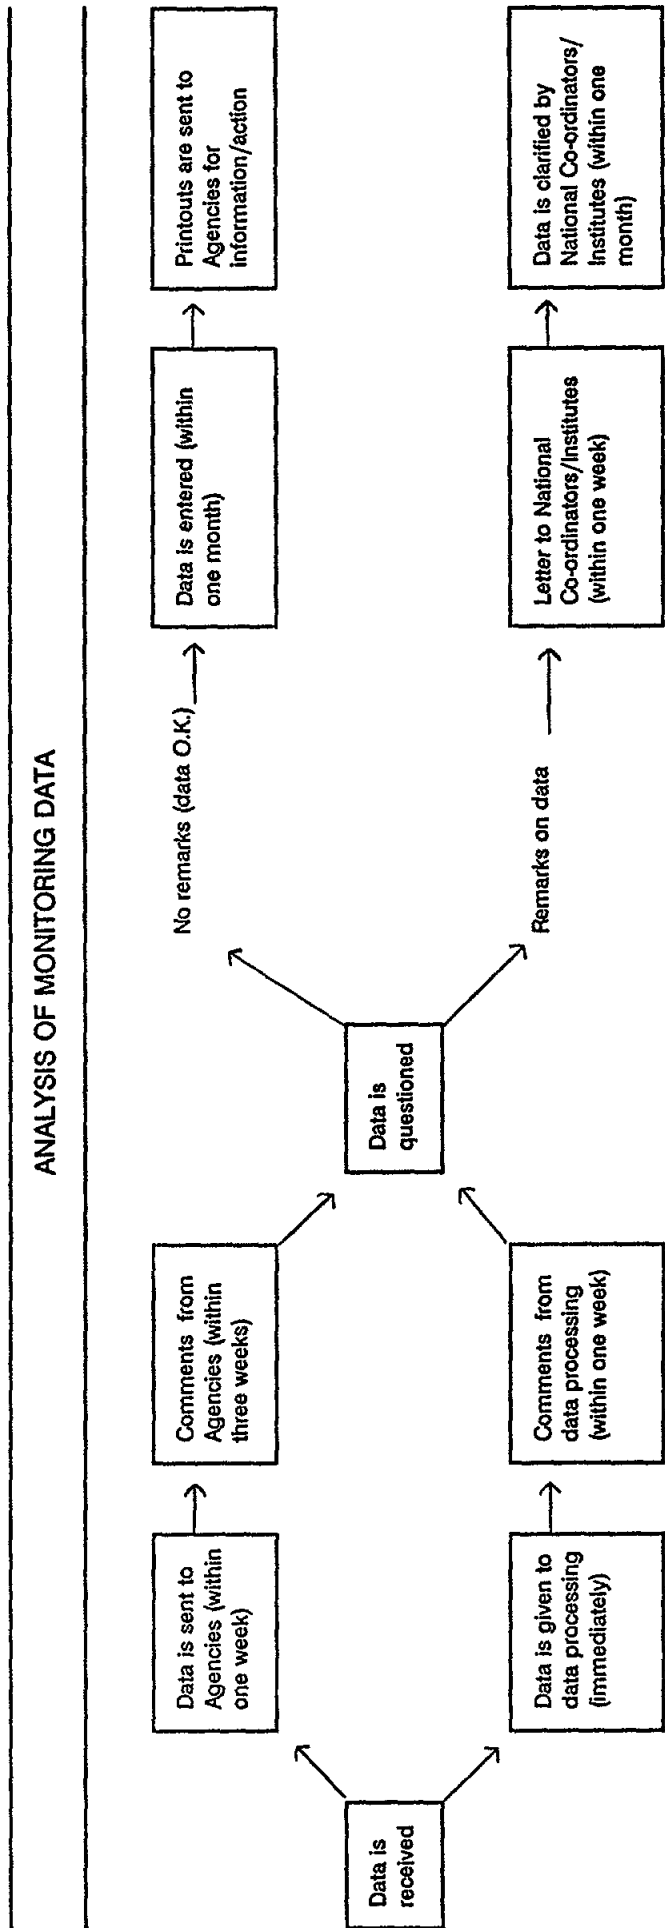 ANALYSIS OF MONITORING DATA
Data is
received
Data is sent to
Agencies (within
one week)
Comments from
Agencies (within
three weeks)
Data is given to
data processing
(immediately)
Comments from
data processing
(within one week)
Data is
questioned
No remarks (data O.K.)
Data is entered (within
one month)
Printouts are sent to
Agencies for
information/action
Remarks on data
Letter to National
Co-ordinators/Institutes
(within one week)
Data is clarified by
National Co-ordinators/
Institutes (within one
month)